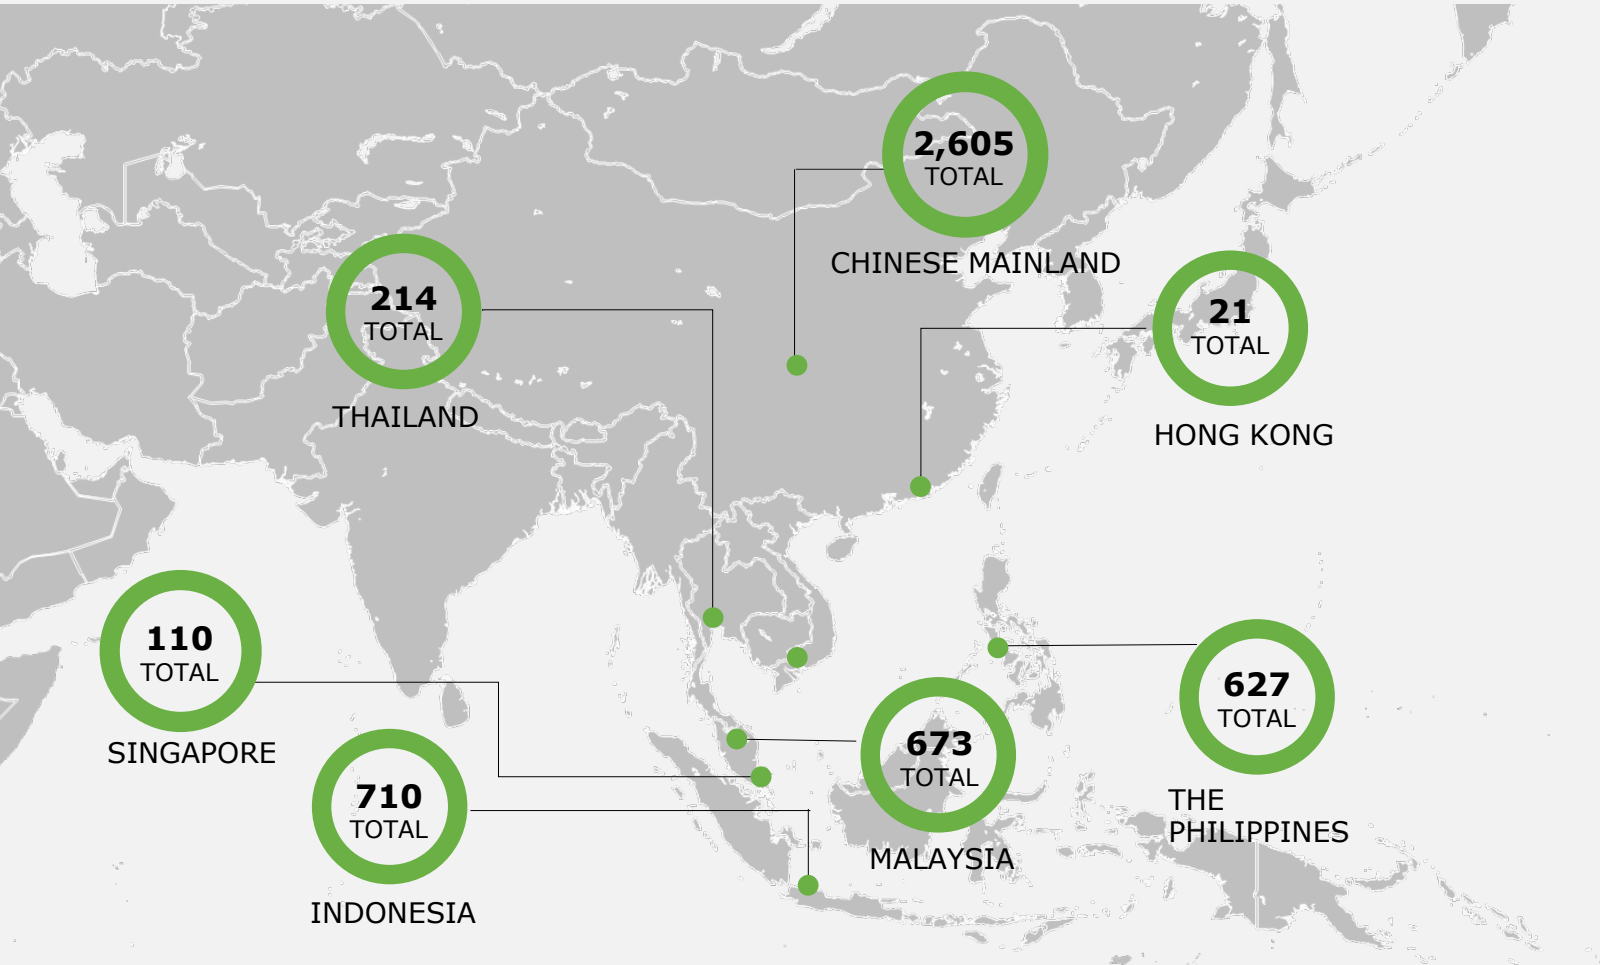 2,605
TOTAL
CHINESE MAINLAND
214
TOTAL
THAILAND
21
TOTAL
HONG KONG
110
TOTAL
SINGAPORE
627
TOTAL
THE
PHILIPPINES
673
TOTAL
MALAYSIA
710
TOTAL
INDONESIA